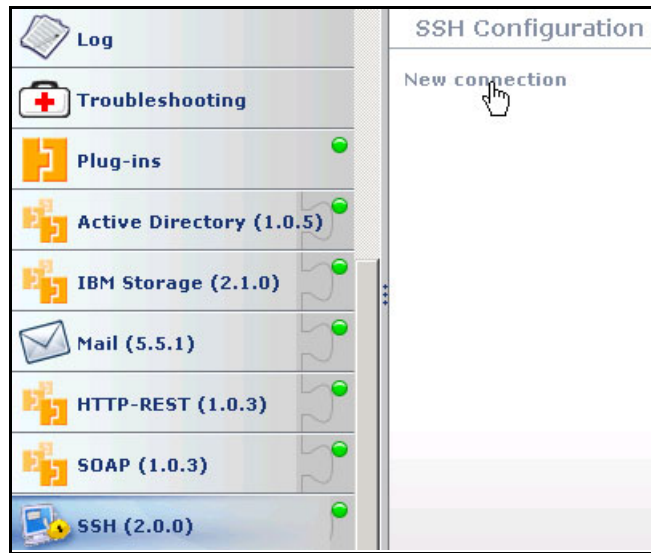 Log
Troubleshooting
Plug-ins
Active Directory (1.0.5)
IBM Storage (2.1.0)
Mail (5.5.1)
HTTP-REST (1.0.3)
SOAP (1.0.3)
SSH (2.0.0)
SSH Configuration
New connection